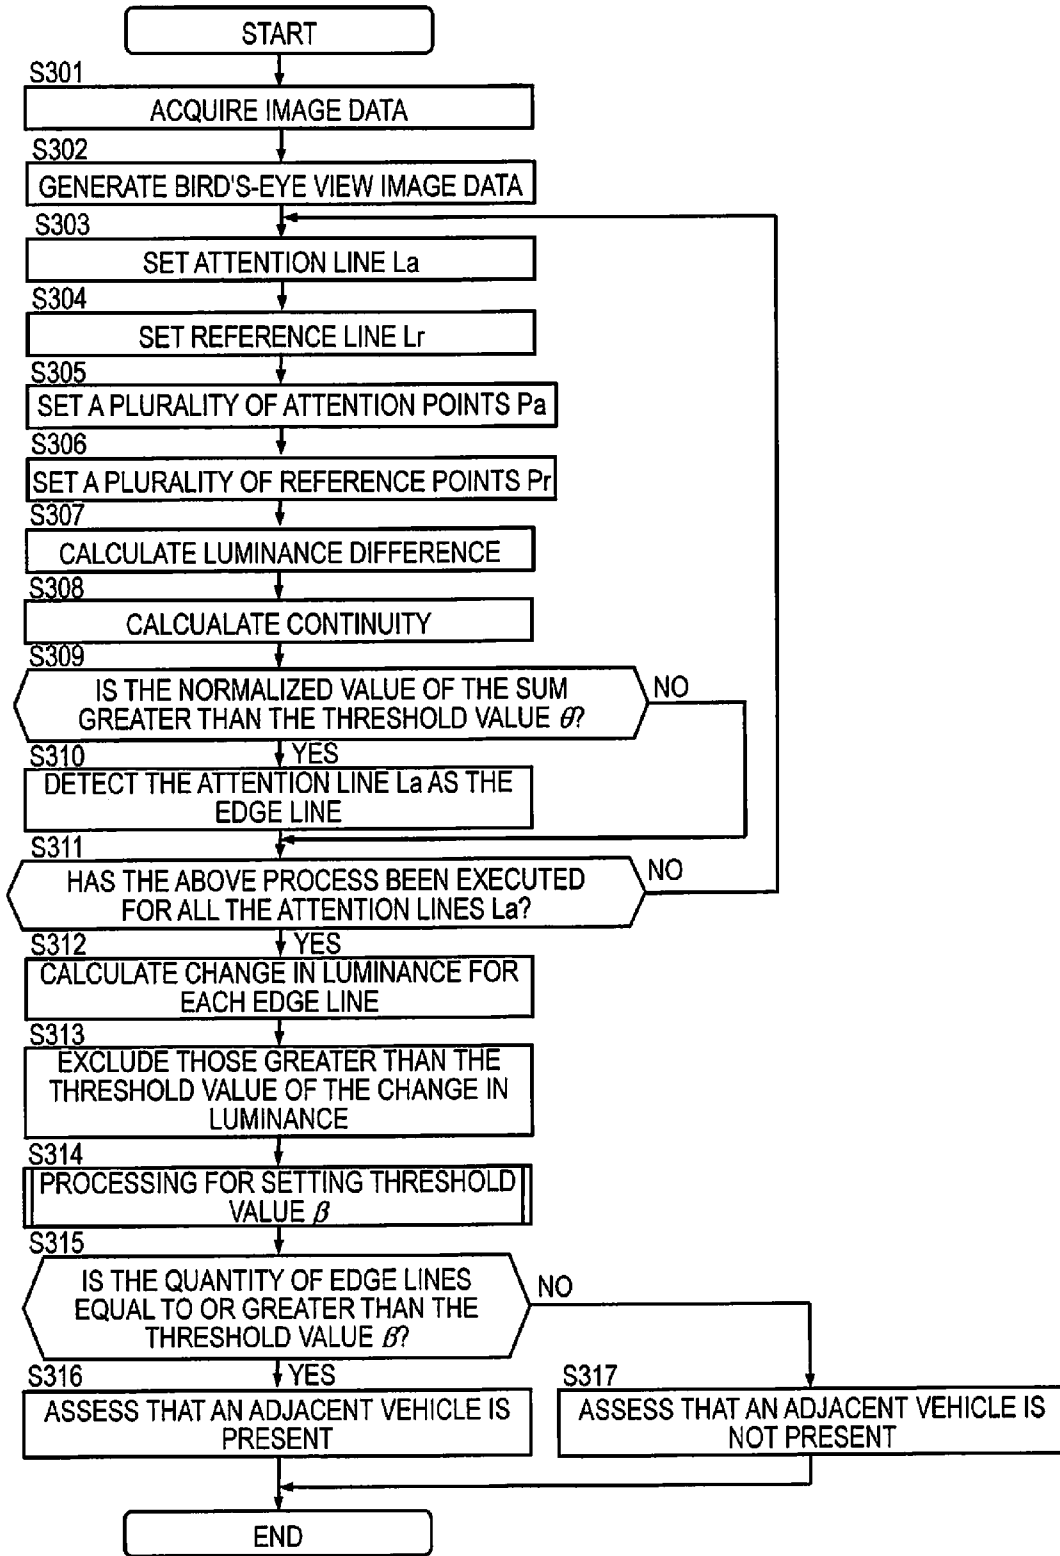 START
S301
ACQUIRE IMAGE DATA
S302
GENERATE BIRD'S-EYE VIEW IMAGE DATA
S303
SET ATTENTION LINE La
S304
SET REFERENCE LINE Lr
S305
SET A PLURALITY OF ATTENTION POINTS Pa
S306
SET A PLURALITY OF REFERENCE POINTS Pr
S307
CALCULATE LUMINANCE DIFFERENCE
S308
CALCUALATE CONTINUITY
S309
IS THE NORMALIZED VALUE OF THE SUM
GREATER THAN THE THRESHOLD VALUE θ?
NO
YES
S310
DETECT THE ATTENTION LINE La AS THE
EDGE LINE
S311
HAS THE ABOVE PROCESS BEEN EXECUTED
FOR ALL THE ATTENTION LINES La?
NO
YES
S312
CALCULATE CHANGE IN LUMINANCE FOR
EACH EDGE LINE
S313
EXCLUDE THOSE GREATER THAN THE
THRESHOLD VALUE OF THE CHANGE IN
LUMINANCE
S314
PROCESSING FOR SETTING THRESHOLD
VALUE β
S315
IS THE QUANTITY OF EDGE LINES
EQUAL TO OR GREATER THAN THE
THRESHOLD VALUE β?
NO
YES
S316
ASSESS THAT AN ADJACENT VEHICLE IS
PRESENT
S317
ASSESS THAT AN ADJACENT VEHICLE IS
NOT PRESENT
END